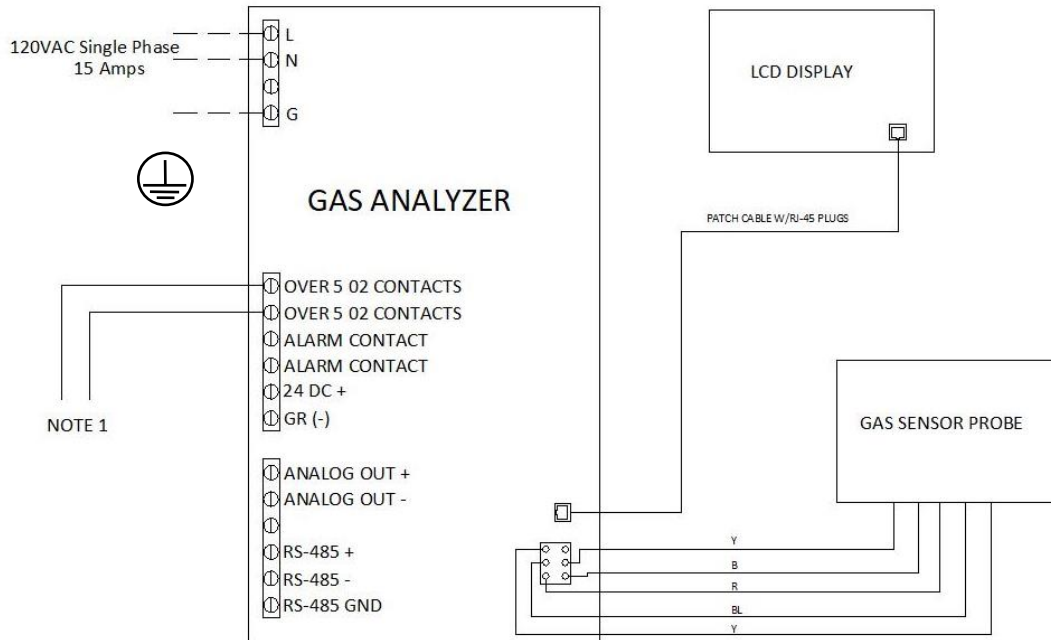 120VAC Single Phase
15 Amps
L
N
G
GAS ANALYZER
OVER 5 02 CONTACTS
OVER 5 02 CONTACTS
ALARM CONTACT
ALARM CONTACT
24 DC +
GR (-)
NOTE 1
ANALOG OUT +
ANALOG OUT -
RS-485 +
RS-485 -
RS-485 GND
LCD DISPLAY
PATCH CABLE W/RJ-45 PLUGS
GAS SENSOR PROBE
Y
B
R
BL
Y